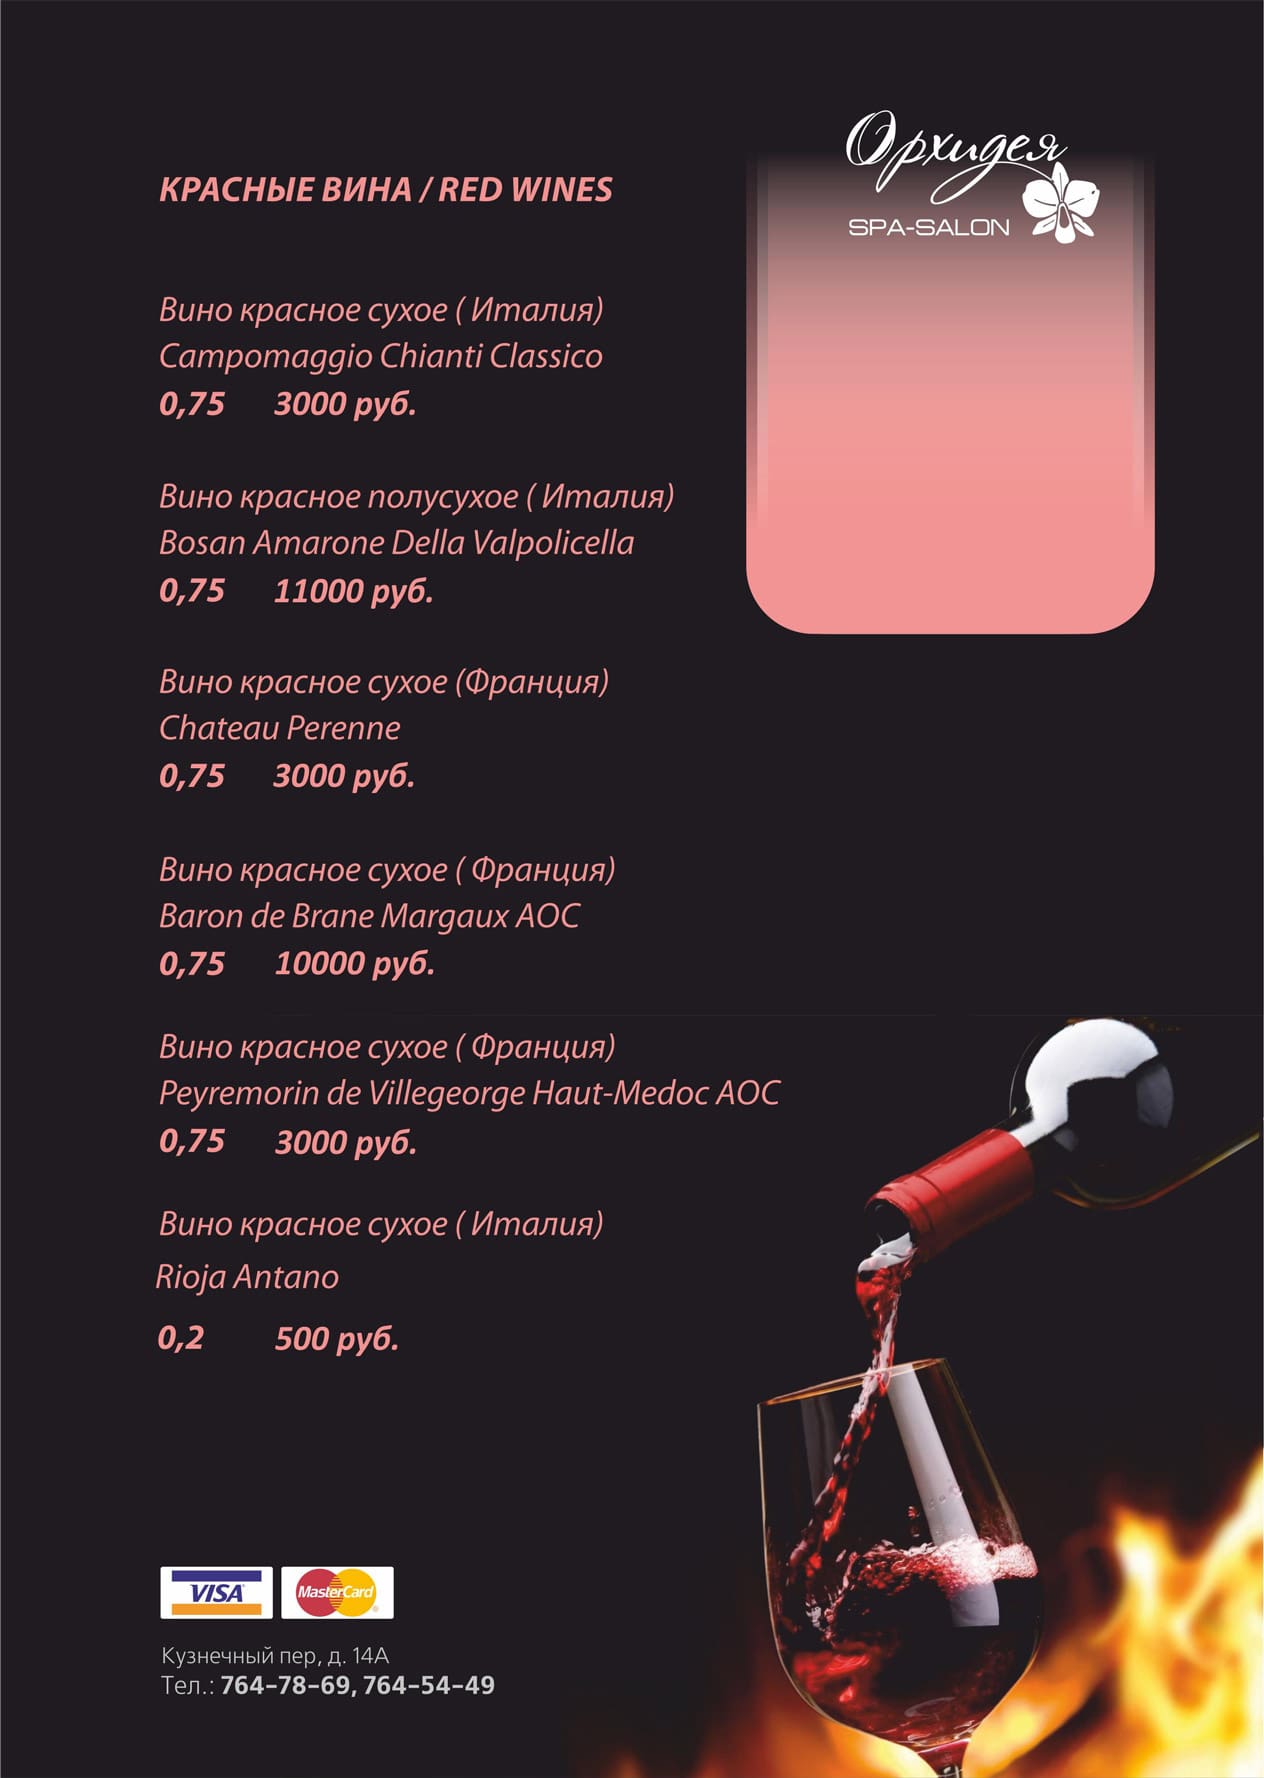 Орхидея
SPA-SALON
КРАСНЫЕ ВИНА / RED WINES
Вино красное сухое ( Италия)
Campomaggio Chianti Classico
0,75 3000 руб.
Вино красное полусухое ( Италия)
Bosan Amarone Della Valpolicella
0,75 11000 руб.
Вино красное сухое (Франция)
Chateau Perenne
0,75 3000 руб.
Вино красное сухое ( Франция)
Baron de Brane Margaux AOC
0,75 10000 руб.
Вино красное сухое ( Франция)
Peyremorin de Villegeorge Haut-Medoc AOC
0,75 3000 руб.
Вино красное сухое ( Италия)
Rioja Antano
0,2 500 руб.
VISA MasterCard
Кузнечный пер, д. 14А
Тел.: 764-78-69, 764-54-49